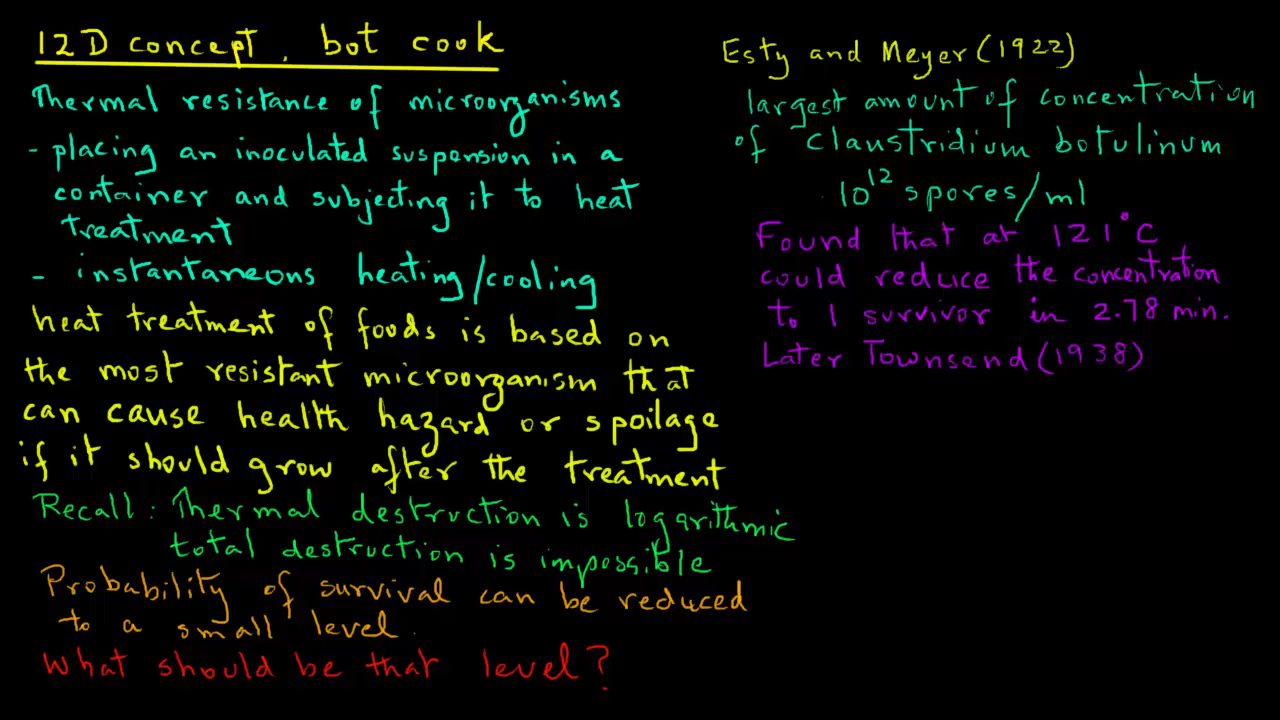 12D concept, bot cook
Thermal resistance of microorganisms
- placing an inoculated suspension in a
container and subjecting it to heat
treatment
- instantaneous heating/cooling
heat treatment of foods is based on
the most resistant microorganism that
can cause health hazard or spoilage
if it should grow after the treatment
Recall: Thermal destruction is logarithmic
total destruction is impossible
Probability of survival can be reduced
to a small level.
What should be that level?
Esty and Meyer (1922)
largest amount of concentration
of Claustridium botulinum
10¹² spores/ml
Found that at 121°C
could reduce the concentration
to 1 survivor in 2.78 min.
Later Townsend (1938)